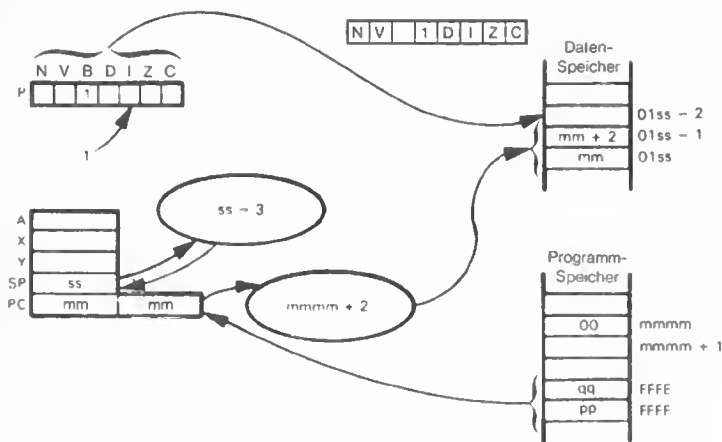 N V 1 D I Z C
N V B D I Z C
P 1
1
Daten-
Speicher
01ss – 2
mm + 2 01ss – 1
mm 01ss
ss – 3
A
X
Y
SP ss
PC mm mm
mmmm + 2
Programm-
Speicher
00 mmmm
mmmm + 1
qq FFFE
pp FFFF